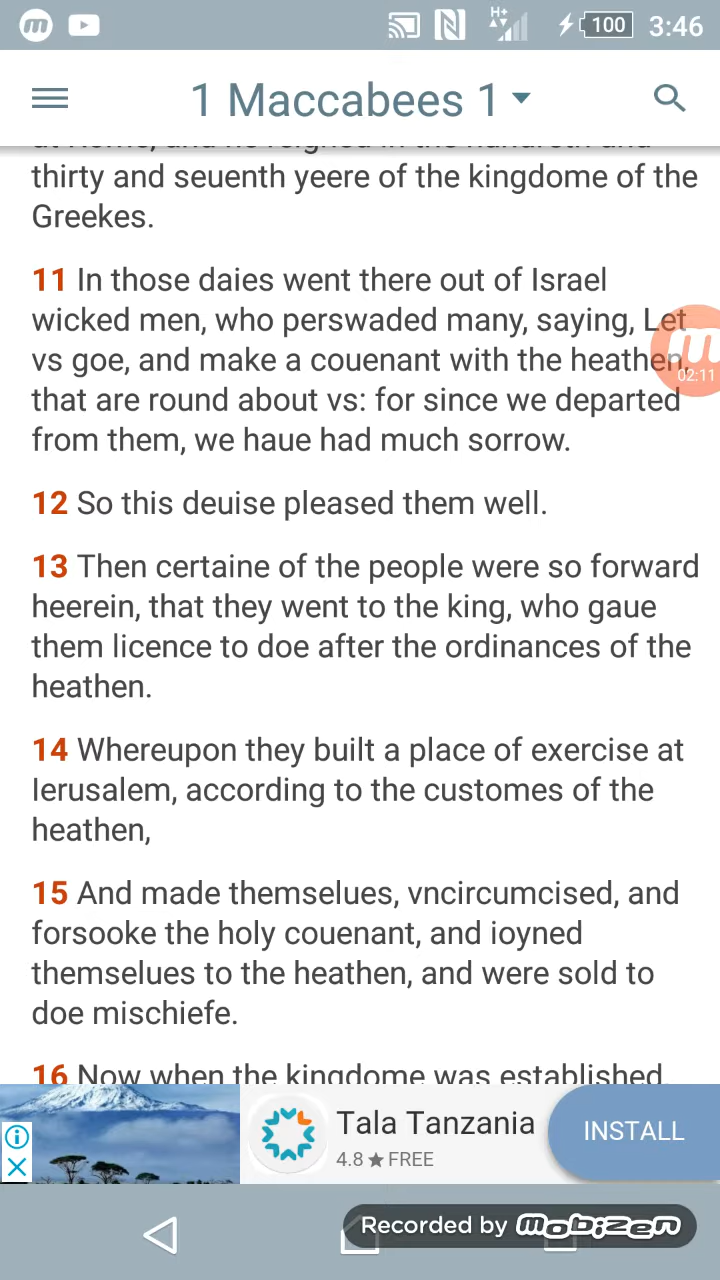 100 3:46
H+
1 Maccabees 1
thirty and seuenth yeere of the kingdome of the
Greekes.
11 In those daies went there out of Israel
wicked men, who perswaded many, saying, Let
vs goe, and make a couenant with the heathen,
02:11
that are round about vs: for since we departed
from them, we haue had much sorrow.
12 So this deuise pleased them well.
13 Then certaine of the people were so forward
heerein, that they went to the king, who gaue
them licence to doe after the ordinances of the
heathen.
14 Whereupon they built a place of exercise at
Ierusalem, according to the customes of the
heathen,
15 And made themselues, vncircumcised, and
forsooke the holy couenant, and ioyned
themselues to the heathen, and were sold to
doe mischiefe.
16 Now when the kingdome was established,
Tala Tanzania
4.8 ★ FREE
INSTALL
Recorded by mobizen